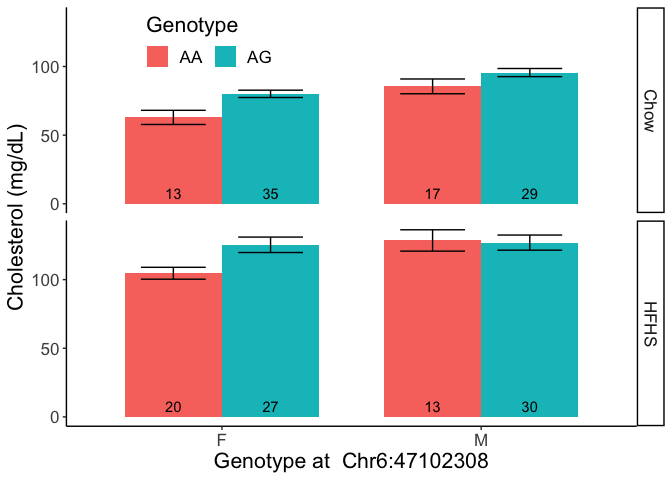 Genotype
AA AG
Cholesterol (mg/dL)
100
50
0
13 35 17 29
Chow
100
50
0
20 27 13 30
HFHS
F M
Genotype at  Chr6:47102308